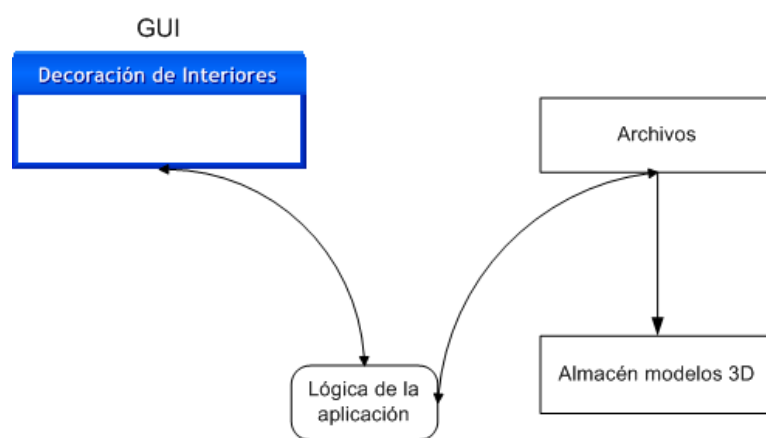 GUI
Decoración de Interiores
Archivos
Lógica de la
aplicación
Almacén modelos 3D